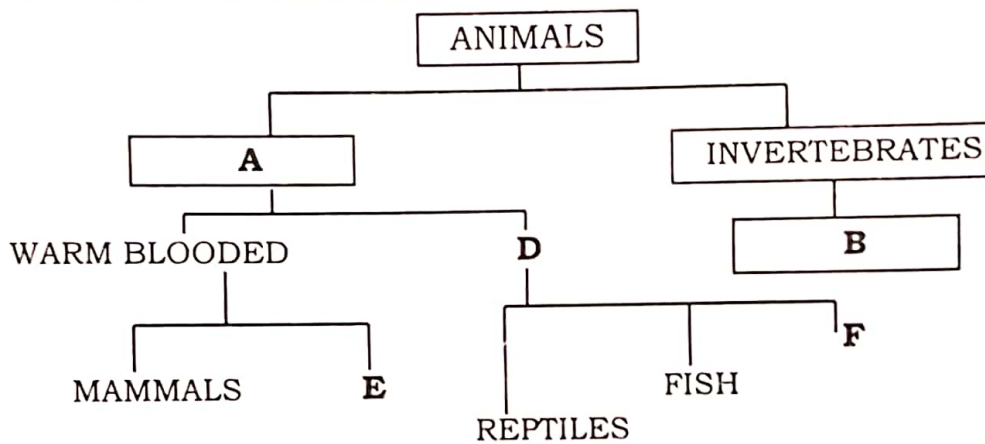 ANIMALS
A
INVERTEBRATES
WARM BLOODED
D
B
MAMMALS
E
REPTILES
FISH
F